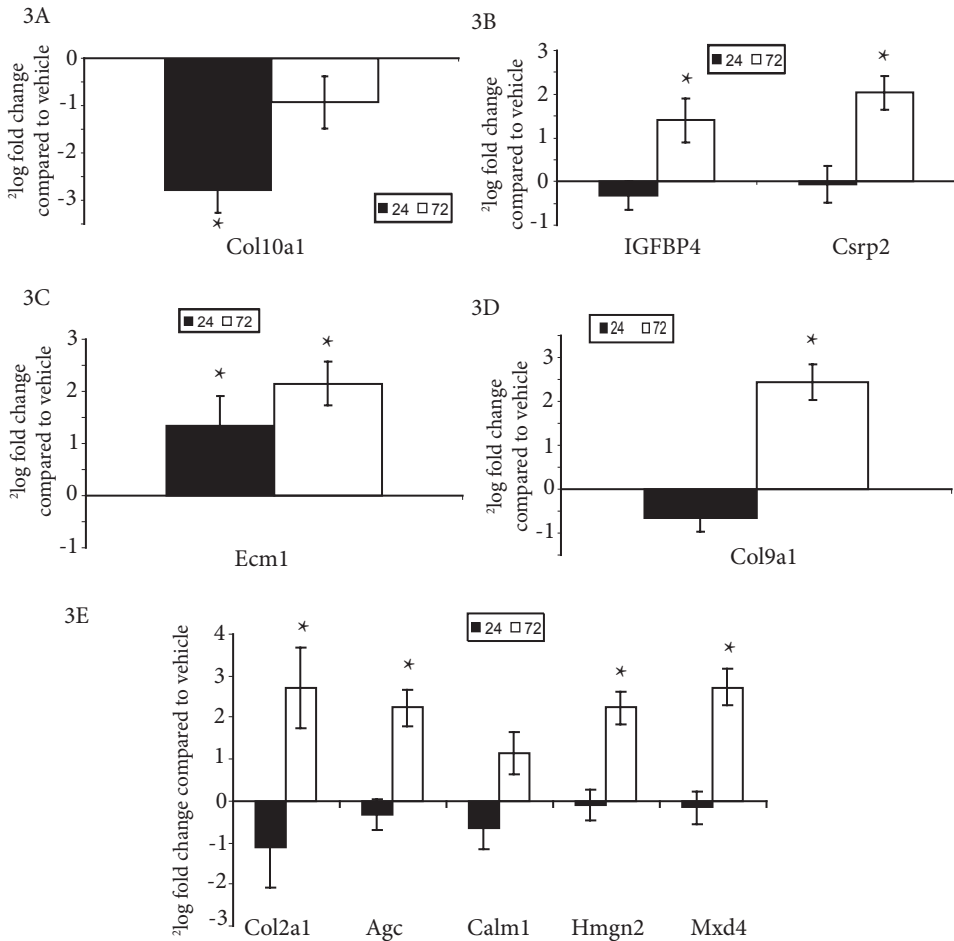 3A
0
-1
-2
-3
²log fold change
compared to vehicle
*
24 72
Col10a1
3B
3
2
1
0
-1
²log fold change
compared to vehicle
24 72
*
*
IGFBP4 Csrp2
3C
3
2
1
0
-1
²log fold change
compared to vehicle
24 72
*
*
Ecm1
3D
3
2
1
0
-1
²log fold change
compared to vehicle
24 72
*
Col9a1
3E
4
3
2
1
0
-1
-2
-3
²log fold change compared to vehicle
24 72
*
*
*
*
Col2a1 Agc Calm1 Hmgn2 Mxd4